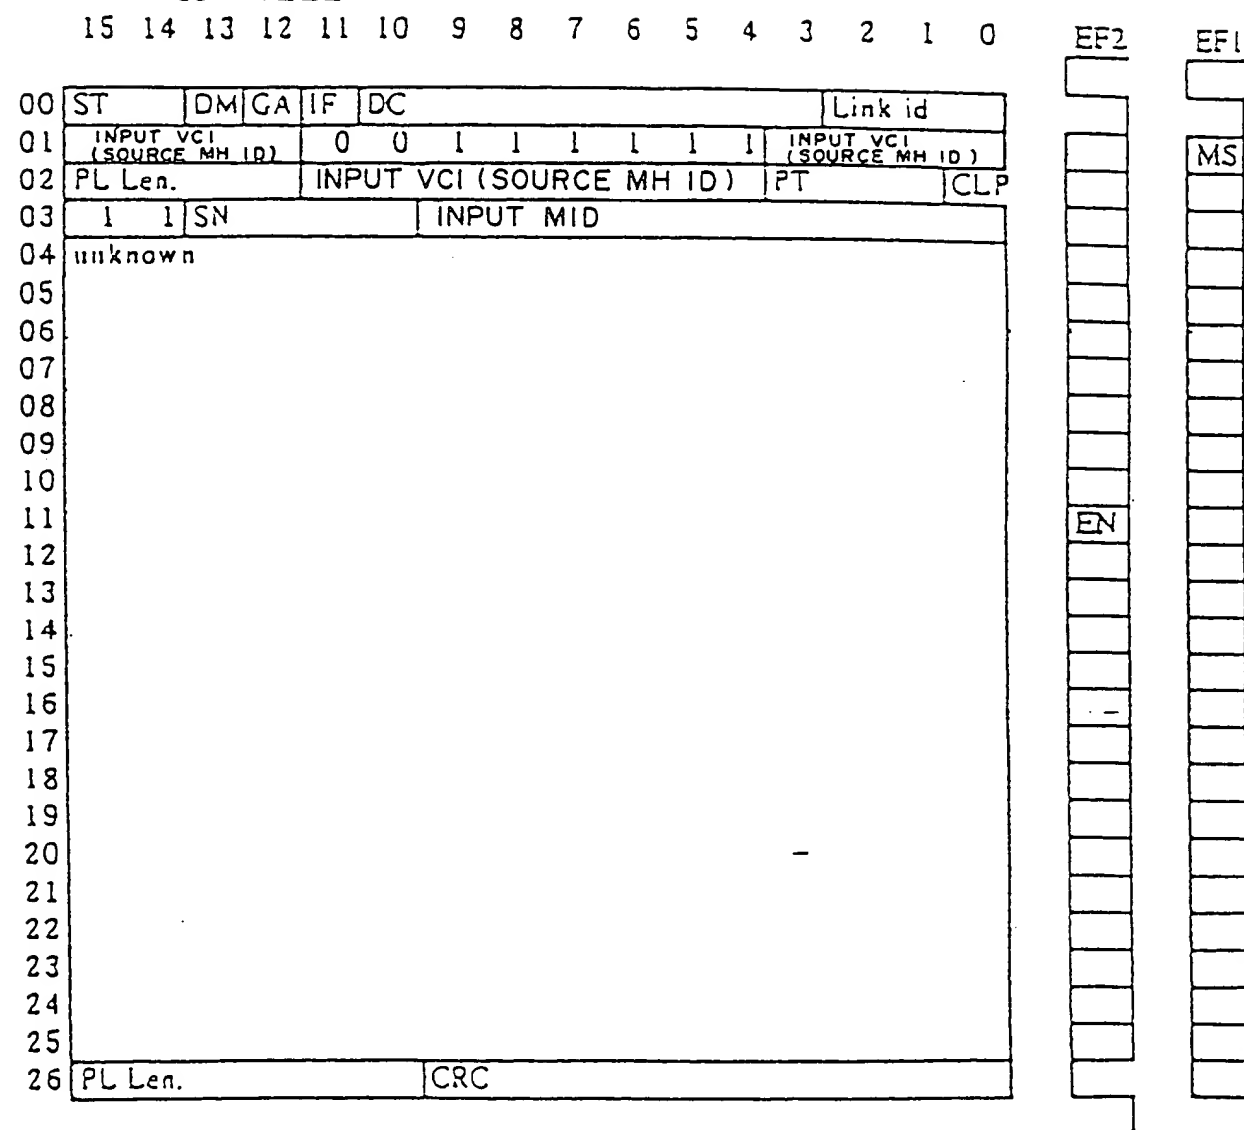 15 14 13 12 11 10 9 8 7 6 5 4 3 2 1 0 EF2 EF1
00 ST DM GA IF DC Link id
01 INPUT VCI (SOURCE MH ID) 0 0 1 1 1 1 1 1 INPUT VCI (SOURCE MH ID) MS
02 PL Len. INPUT VCI (SOURCE MH ID) PT CLP
03 1 1 SN INPUT MID
04 unknown
05
06
07
08
09
10
11 EN
12
13
14
15
16
17
18
19
20
21
22
23
24
25
26 PL Len. CRC